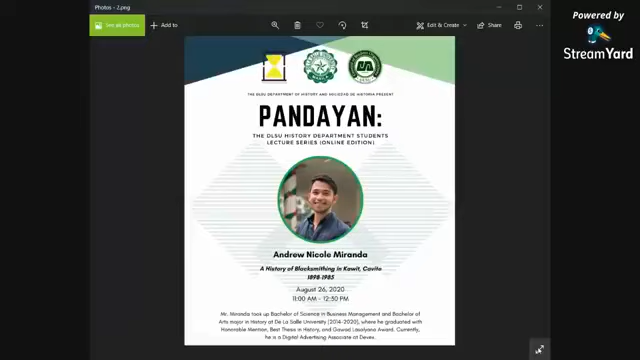 Photos - 2.png
See all photos
Add to
Edit & Create
Share
Powered by
StreamYard
THE DLSU DEPARTMENT OF HISTORY AND UNIDAD DE HISTORIA PRESENT
PANDAYAN:
THE DLSU HISTORY DEPARTMENT STUDENTS
LECTURE SERIES (ONLINE EDITION)
Andrew Nicole Miranda
A History of Blacksmithing in Kawit, Cavite
1898-1985
August 26, 2020
11:00 AM - 12:30 PM
Mr. Miranda took up Bachelor of Science in Business Management and Bachelor of
Arts major in History at De La Salle University (2014-2020), where he graduated with
Honorable Mention, Best Thesis in History, and Gawad Lasalyano Award. Currently,
he is a Digital Advertising Associate at Devex.